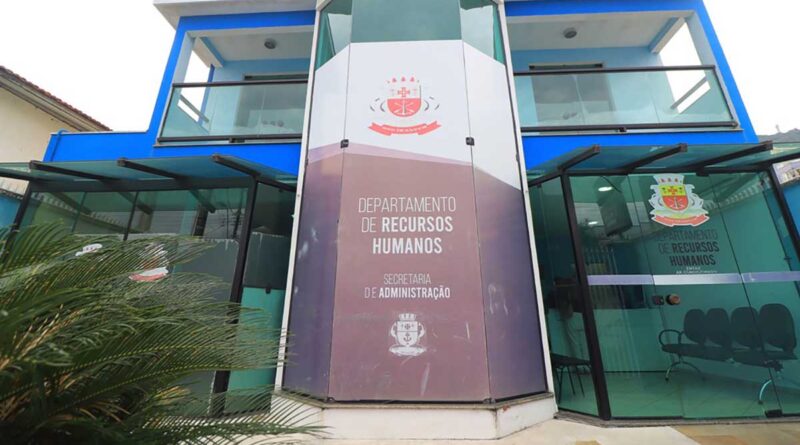 DEPARTAMENTO
DE RECURSOS
HUMANOS
SECRETARIA
DE ADMINISTRAÇÃO
DEPARTAMENTO
DE RECURSOS
HUMANOS